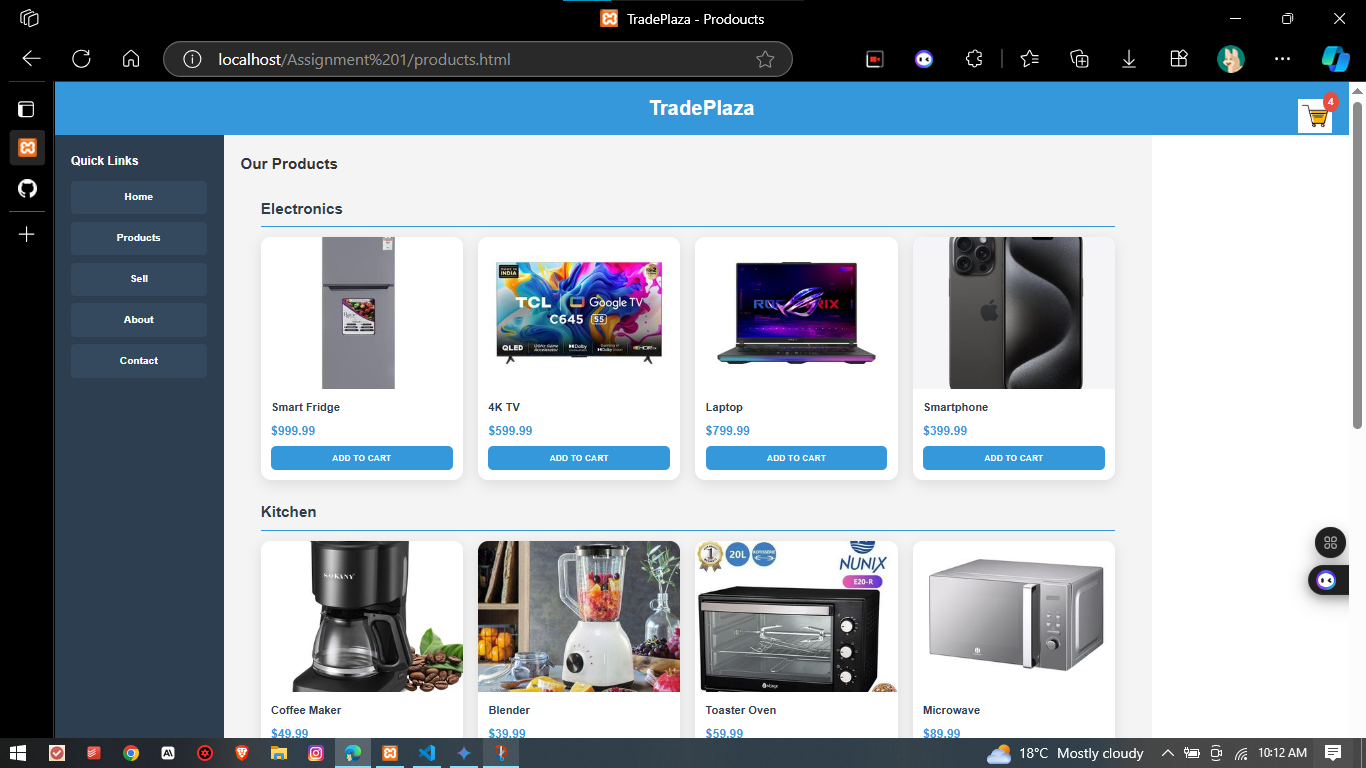 TradePlaza - Prodoucts
localhost/Assignment%201/products.html
TradePlaza
4
Quick Links
Home
Products
Sell
About
Contact
Our Products
Electronics
MADE IN INDIA
TCL Google TV
C645 55
QLED
Smart Fridge
4K TV
Laptop
Smartphone
$999.99
$599.99
$799.99
$399.99
ADD TO CART
ADD TO CART
ADD TO CART
ADD TO CART
Kitchen
SOKANY
20L
NUNIX
E20-R
Coffee Maker
Blender
Toaster Oven
Microwave
$49.99
$39.99
$59.99
$89.99
18°C Mostly cloudy
10:12 AM